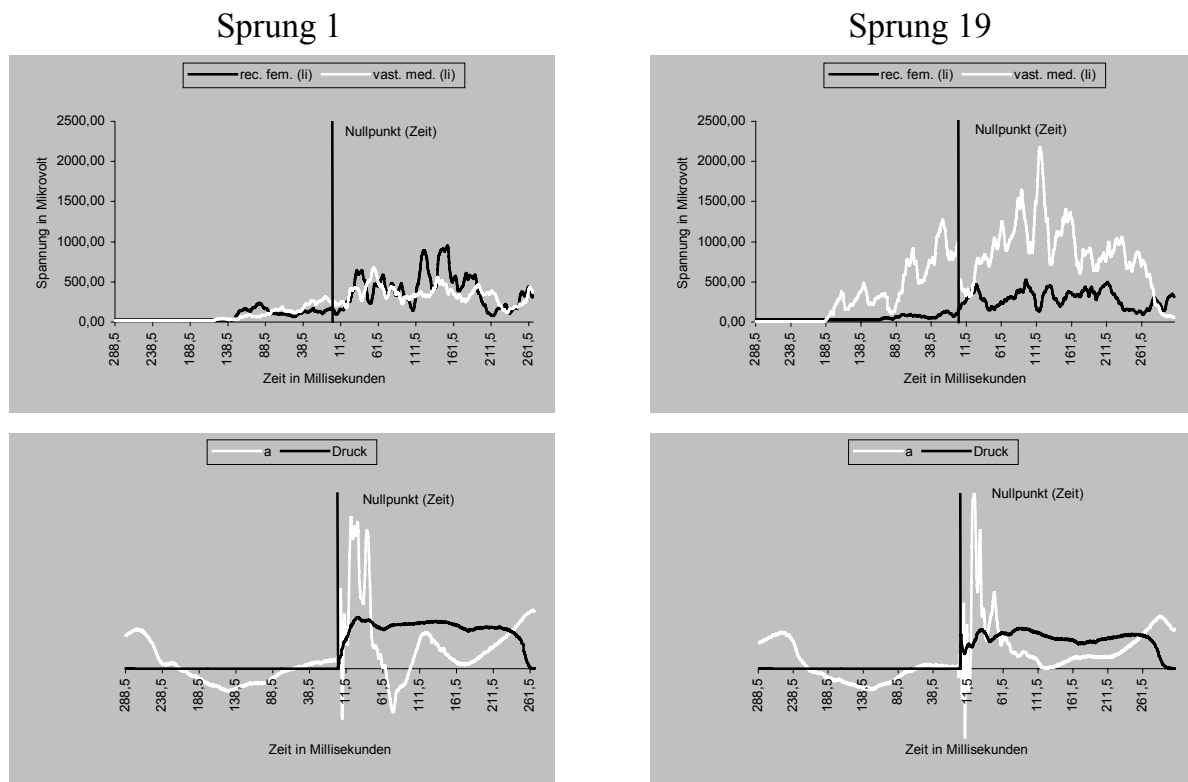 Sprung 1
rec. fem. (li) vast. med. (li)
Nullpunkt (Zeit)
2500,00
2000,00
1500,00
1000,00
500,00
0,00
Spannung in Mikrovolt
288,5 238,5 188,5 138,5 88,5 38,5 11,5 61,5 111,5 161,5 211,5 261,5
Zeit in Millisekunden
Sprung 19
rec. fem. (li) vast. med. (li)
Nullpunkt (Zeit)
2500,00
2000,00
1500,00
1000,00
500,00
0,00
Spannung in Mikrovolt
288,5 238,5 188,5 138,5 88,5 38,5 11,5 61,5 111,5 161,5 211,5 261,5
Zeit in Millisekunden
a Druck
Nullpunkt (Zeit)
288,5 238,5 188,5 138,5 88,5 38,5 11,5 61,5 111,5 161,5 211,5 261,5
Zeit in Millisekunden
a Druck
Nullpunkt (Zeit)
288,5 238,5 188,5 138,5 88,5 38,5 11,5 61,5 111,5 161,5 211,5 261,5
Zeit in Millisekunden